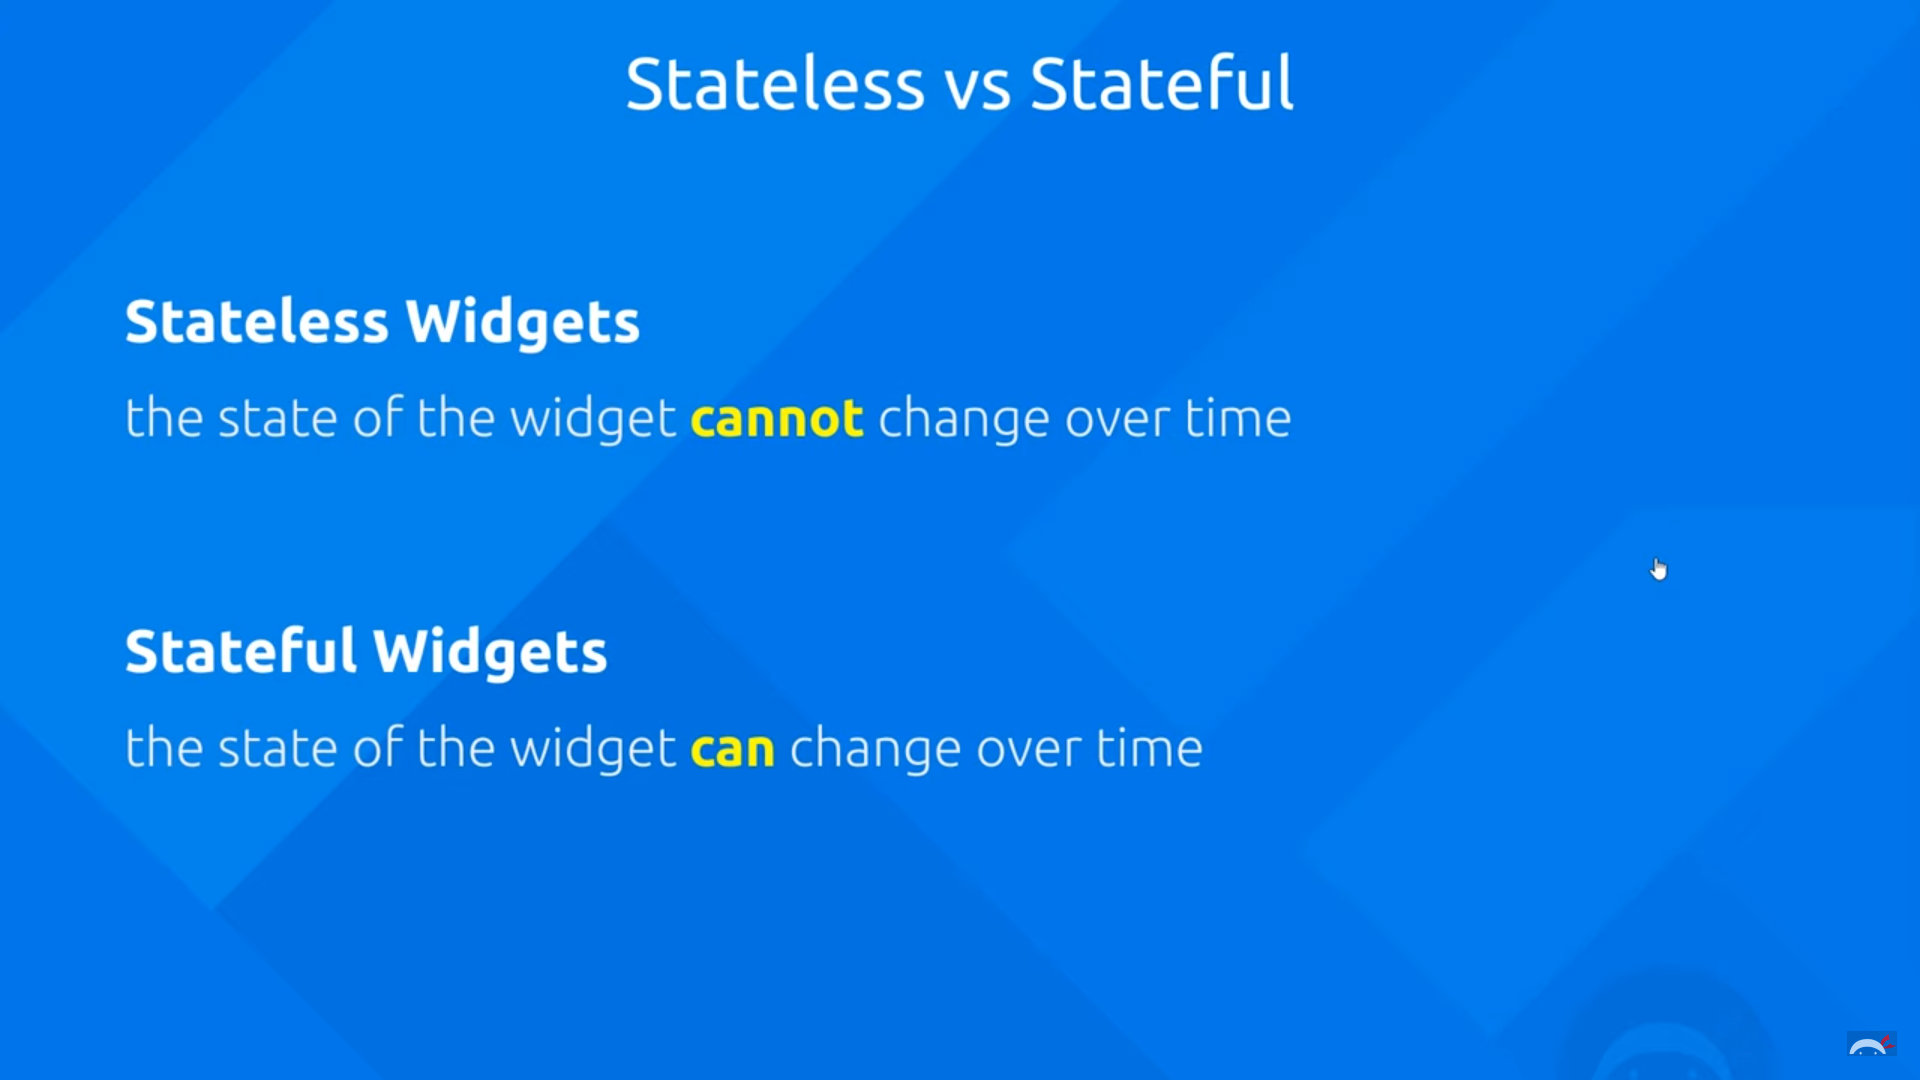 Stateless vs Stateful
Stateless Widgets
the state of the widget cannot change over time
Stateful Widgets
the state of the widget can change over time